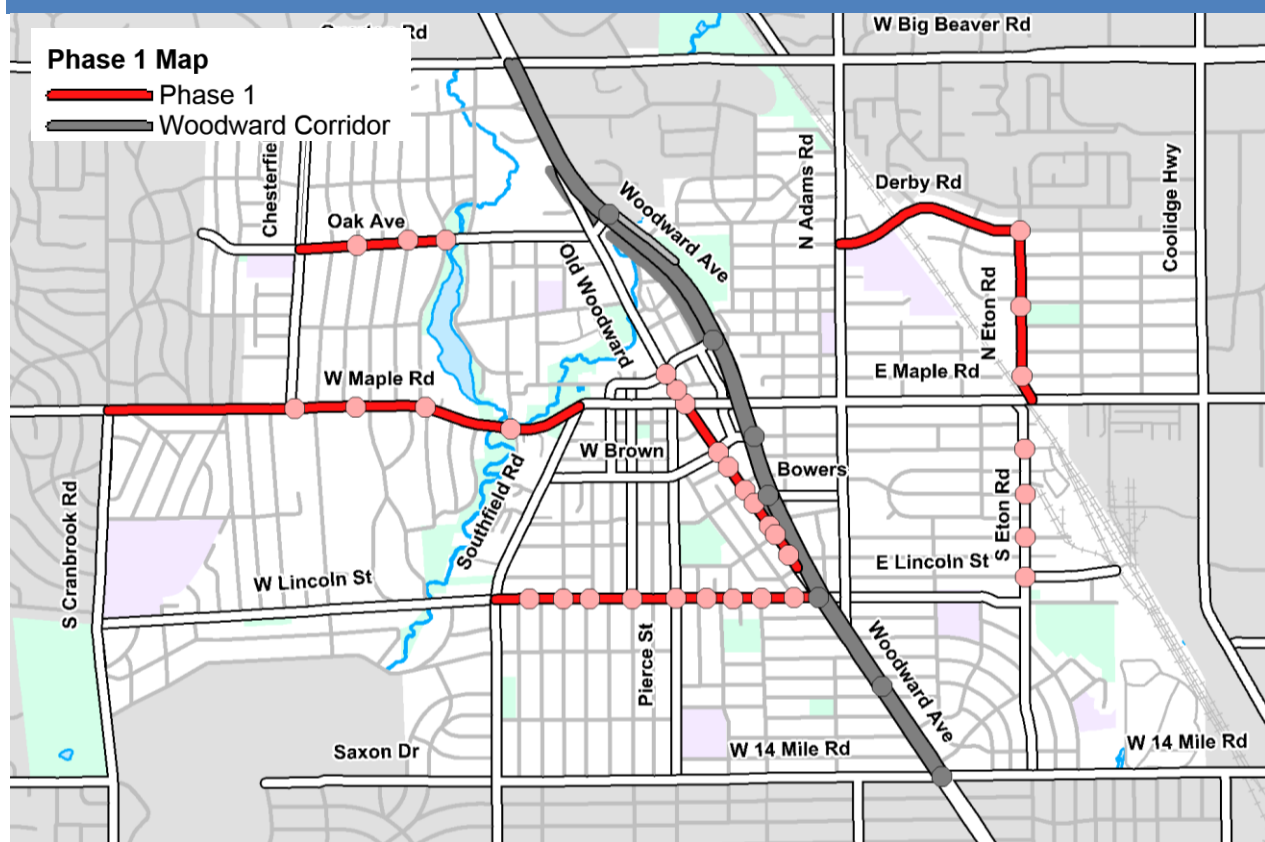 W Big Beaver Rd
Rd
Phase 1 Map
Phase 1
Woodward Corridor
Chesterfie
Oak Ave
Woodward Ave
N Adams Rd
Derby Rd
Coolidge Hwy
Old Woodward
N Eton Rd
W Maple Rd
E Maple Rd
W Brown
Bowers
S Cranbrook Rd
Southfield Rd
S Eton Rd
W Lincoln St
E Lincoln St
Pierce St
Woodward Ave
Saxon Dr
W 14 Mile Rd
W 14 Mile Rd